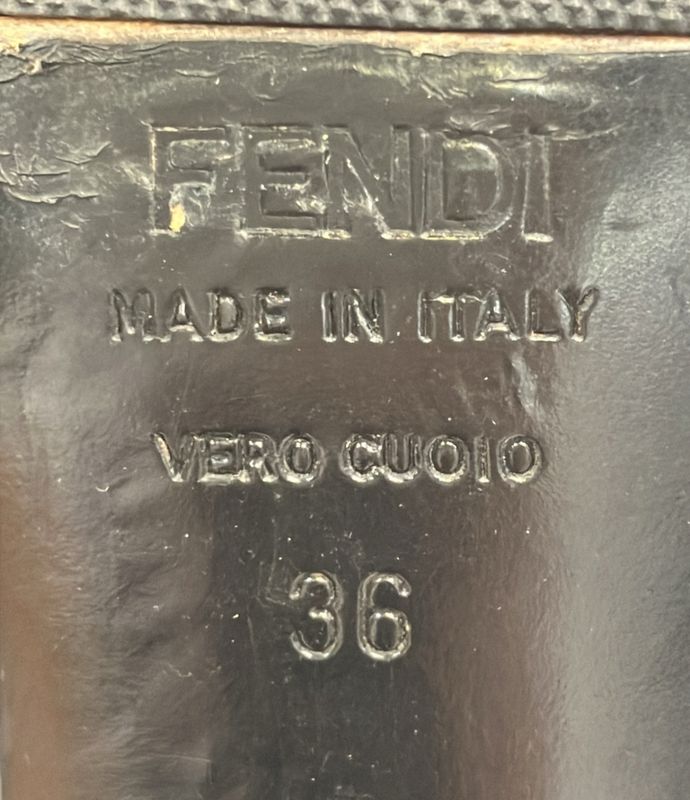 FENDI
MADE IN ITALY
VERO CUOIO
36